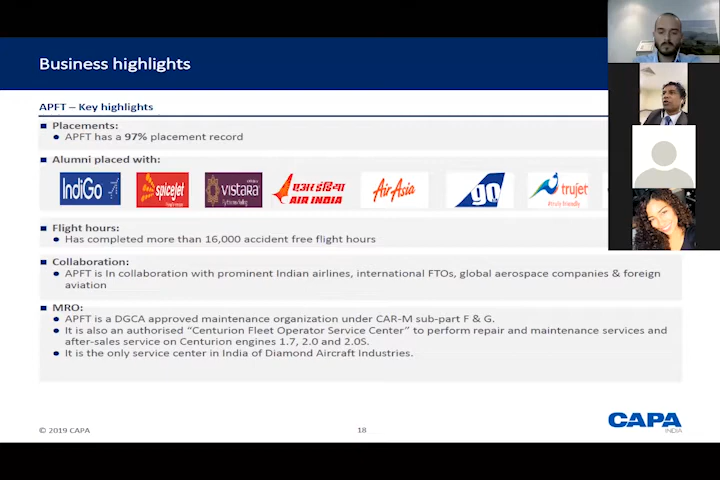 Business highlights
APFT – Key highlights
Placements:
APFT has a 97% placement record
Alumni placed with:
IndiGo
spiceJet
VISTARA
एअर इंडिया
AIR INDIA
AirAsia
go
trujet
#truly friendly
Flight hours:
Has completed more than 16,000 accident free flight hours
Collaboration:
APFT is In collaboration with prominent Indian airlines, international FTOs, global aerospace companies & foreign
aviation
MRO:
APFT is a DGCA approved maintenance organization under CAR-M sub-part F & G.
It is also an authorised “Centurion Fleet Operator Service Center” to perform repair and maintenance services and
after-sales service on Centurion engines 1.7, 2.0 and 2.0S.
It is the only service center in India of Diamond Aircraft Industries.
© 2019 CAPA
18
CAPA
INDIA